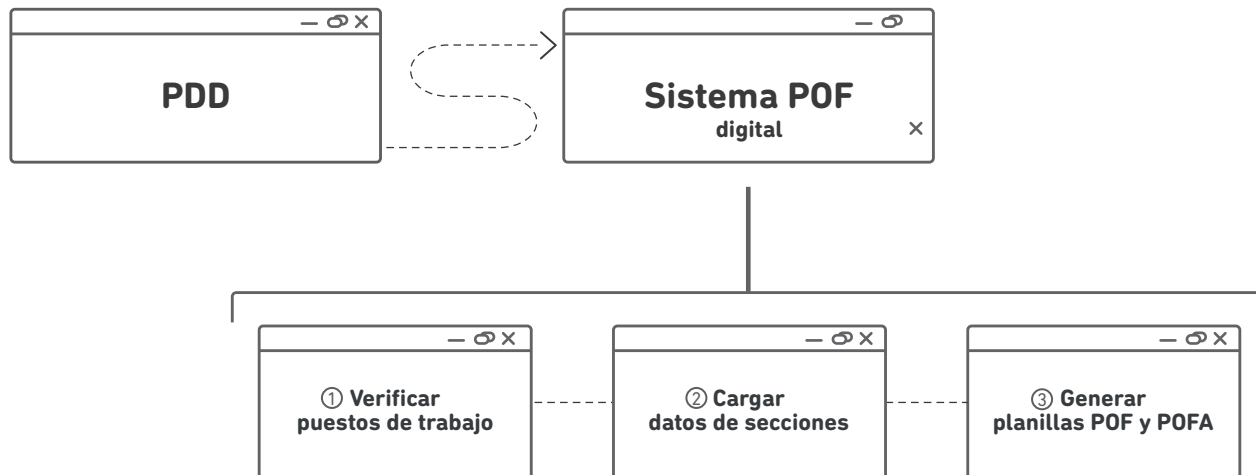 PDD
Sistema POF
digital
① Verificar
puestos de trabajo
② Cargar
datos de secciones
③ Generar
planillas POF y POFA